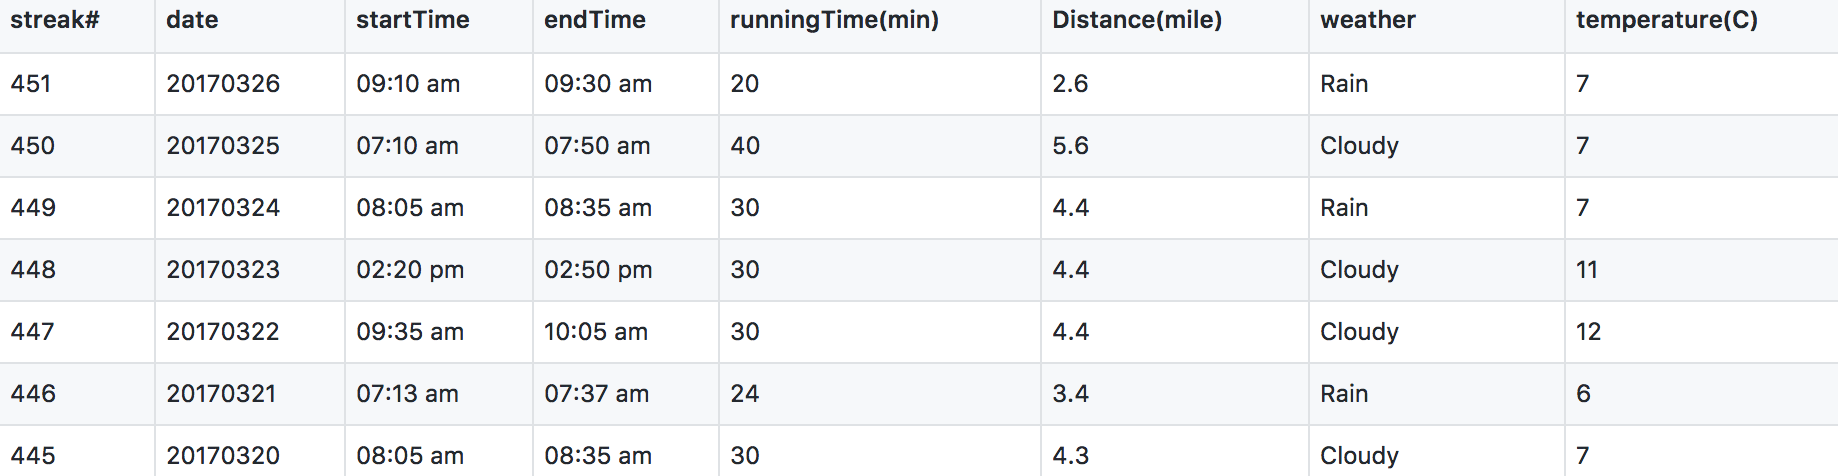 streak# date startTime endTime runningTime(min) Distance(mile) weather temperature(C)
451 20170326 09:10 am 09:30 am 20 2.6 Rain 7
450 20170325 07:10 am 07:50 am 40 5.6 Cloudy 7
449 20170324 08:05 am 08:35 am 30 4.4 Rain 7
448 20170323 02:20 pm 02:50 pm 30 4.4 Cloudy 11
447 20170322 09:35 am 10:05 am 30 4.4 Cloudy 12
446 20170321 07:13 am 07:37 am 24 3.4 Rain 6
445 20170320 08:05 am 08:35 am 30 4.3 Cloudy 7